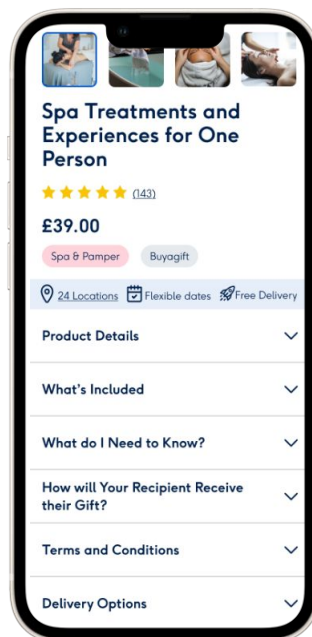 Spa Treatments and
Experiences for One
Person
(143)
£39.00
Spa & Pamper Buyagift
24 Locations Flexible dates Free Delivery
Product Details
What's Included
What do I Need to Know?
How will Your Recipient Receive
their Gift?
Terms and Conditions
Delivery Options